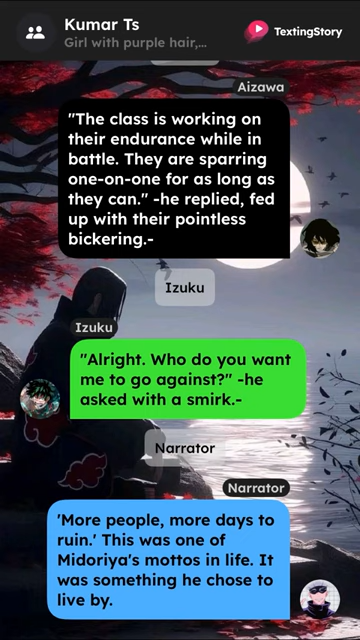 Kumar Ts
Girl with purple hair,...
TextingStory
Aizawa
"The class is working on
their endurance while in
battle. They are sparring
one-on-one for as long as
they can." -he replied, fed
up with their pointless
bickering.-
Izuku
Izuku
"Alright. Who do you want
me to go against?" -he
asked with a smirk.-
Narrator
Narrator
'More people, more days to
ruin.' This was one of
Midoriya's mottos in life. It
was something he chose to
live by.